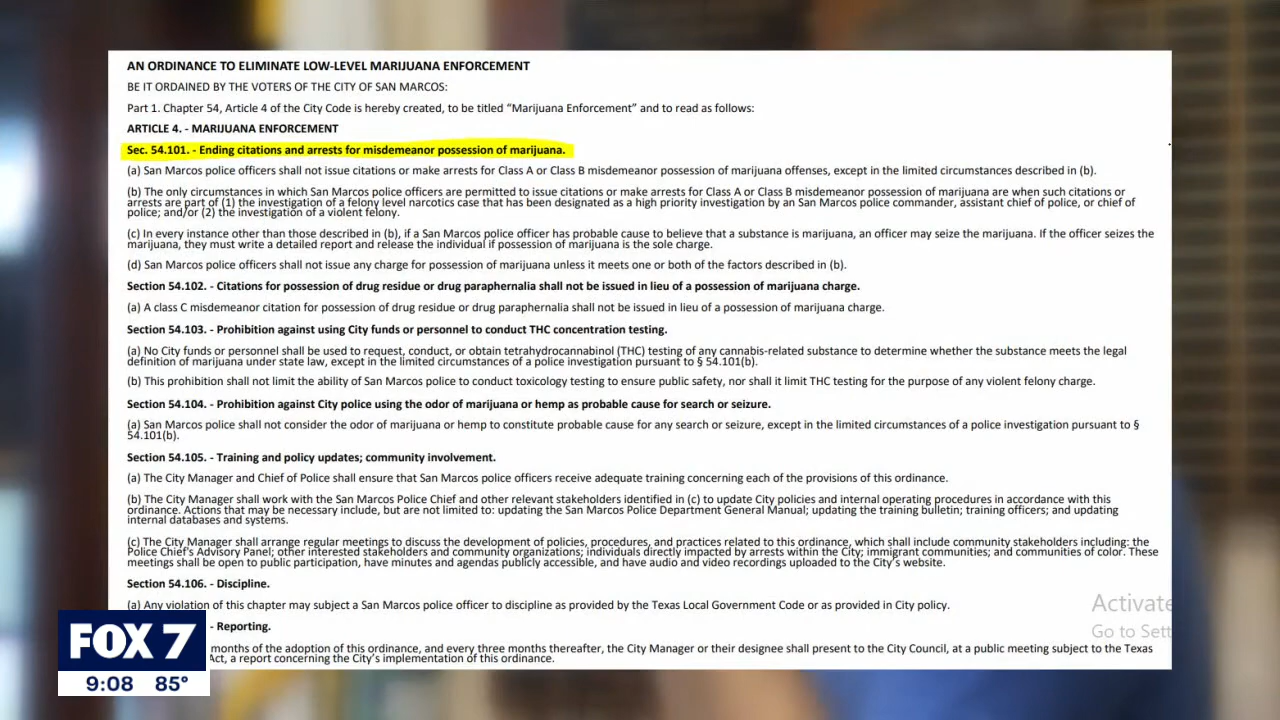 AN ORDINANCE TO ELIMINATE LOW-LEVEL MARIJUANA ENFORCEMENT
BE IT ORDAINED BY THE VOTERS OF THE CITY OF SAN MARCOS:
Part 1. Chapter 54, Article 4 of the City Code is hereby created, to be titled “Marijuana Enforcement” and to read as follows:
ARTICLE 4. - MARIJUANA ENFORCEMENT
Sec. 54.101. - Ending citations and arrests for misdemeanor possession of marijuana.
(a) San Marcos police officers shall not issue citations or make arrests for Class A or Class B misdemeanor possession of marijuana offenses, except in the limited circumstances described in (b).
(b) The only circumstances in which San Marcos police officers are permitted to issue citations or make arrests for Class A or Class B misdemeanor possession of marijuana are when such citations or
arrests are part of (1) the investigation of a felony level narcotics case that has been designated as a high priority investigation by an San Marcos police commander, assistant chief of police, or chief of
police; and/or (2) the investigation of a violent felony.
(c) In every instance other than those described in (b), if a San Marcos police officer has probable cause to believe that a substance is marijuana, an officer may seize the marijuana. If the officer seizes the
marijuana, they must write a detailed report and release the individual if possession of marijuana is the sole charge.
(d) San Marcos police officers shall not issue any charge for possession of marijuana unless it meets one or both of the factors described in (b).
Section 54.102. - Citations for possession of drug residue or drug paraphernalia shall not be issued in lieu of a possession of marijuana charge.
(a) A class C misdemeanor citation for possession of drug residue or drug paraphernalia shall not be issued in lieu of a possession of marijuana charge.
Section 54.103. - Prohibition against using City funds or personnel to conduct THC concentration testing.
(a) No City funds or personnel shall be used to request, conduct, or obtain tetrahydrocannabinol (THC) testing of any cannabis-related substance to determine whether the substance meets the legal
definition of marijuana under state law, except in the limited circumstances of a police investigation pursuant to § 54.101(b).
(b) This prohibition shall not limit the ability of San Marcos police to conduct toxicology testing to ensure public safety, nor shall it limit THC testing for the purpose of any violent felony charge.
Section 54.104. - Prohibition against City police using the odor of marijuana or hemp as probable cause for search or seizure.
(a) San Marcos police shall not consider the odor of marijuana or hemp to constitute probable cause for any search or seizure, except in the limited circumstances of a police investigation pursuant to §
54.101(b).
Section 54.105. - Training and policy updates; community involvement.
(a) The City Manager and Chief of Police shall ensure that San Marcos police officers receive adequate training concerning each of the provisions of this ordinance.
(b) The City Manager shall work with the San Marcos Police Chief and other relevant stakeholders identified in (c) to update City policies and internal operating procedures in accordance with this
ordinance. Actions that may be necessary include, but are not limited to: updating the San Marcos Police Department General Manual; updating the training bulletin; training officers; and updating
internal databases and systems.
(c) The City Manager shall arrange regular meetings to discuss the development of policies, procedures, and practices related to this ordinance, which shall include community stakeholders including: the
Police Chief's Advisory Panel; other interested stakeholders and community organizations; individuals directly impacted by arrests within the City; immigrant communities; and communities of color. These
meetings shall be open to public participation, have minutes and agendas publicly accessible, and have audio and video recordings uploaded to the City’s website.
Section 54.106. - Discipline.
(a) Any violation of this chapter may subject a San Marcos police officer to discipline as provided by the Texas Local Government Code or as provided in City policy.
- Reporting.
months of the adoption of this ordinance, and every three months thereafter, the City Manager or their designee shall present to the City Council, at a public meeting subject to the Texas
Act, a report concerning the City’s implementation of this ordinance.
Activate
Go to Sett
FOX 7
9:08 85°